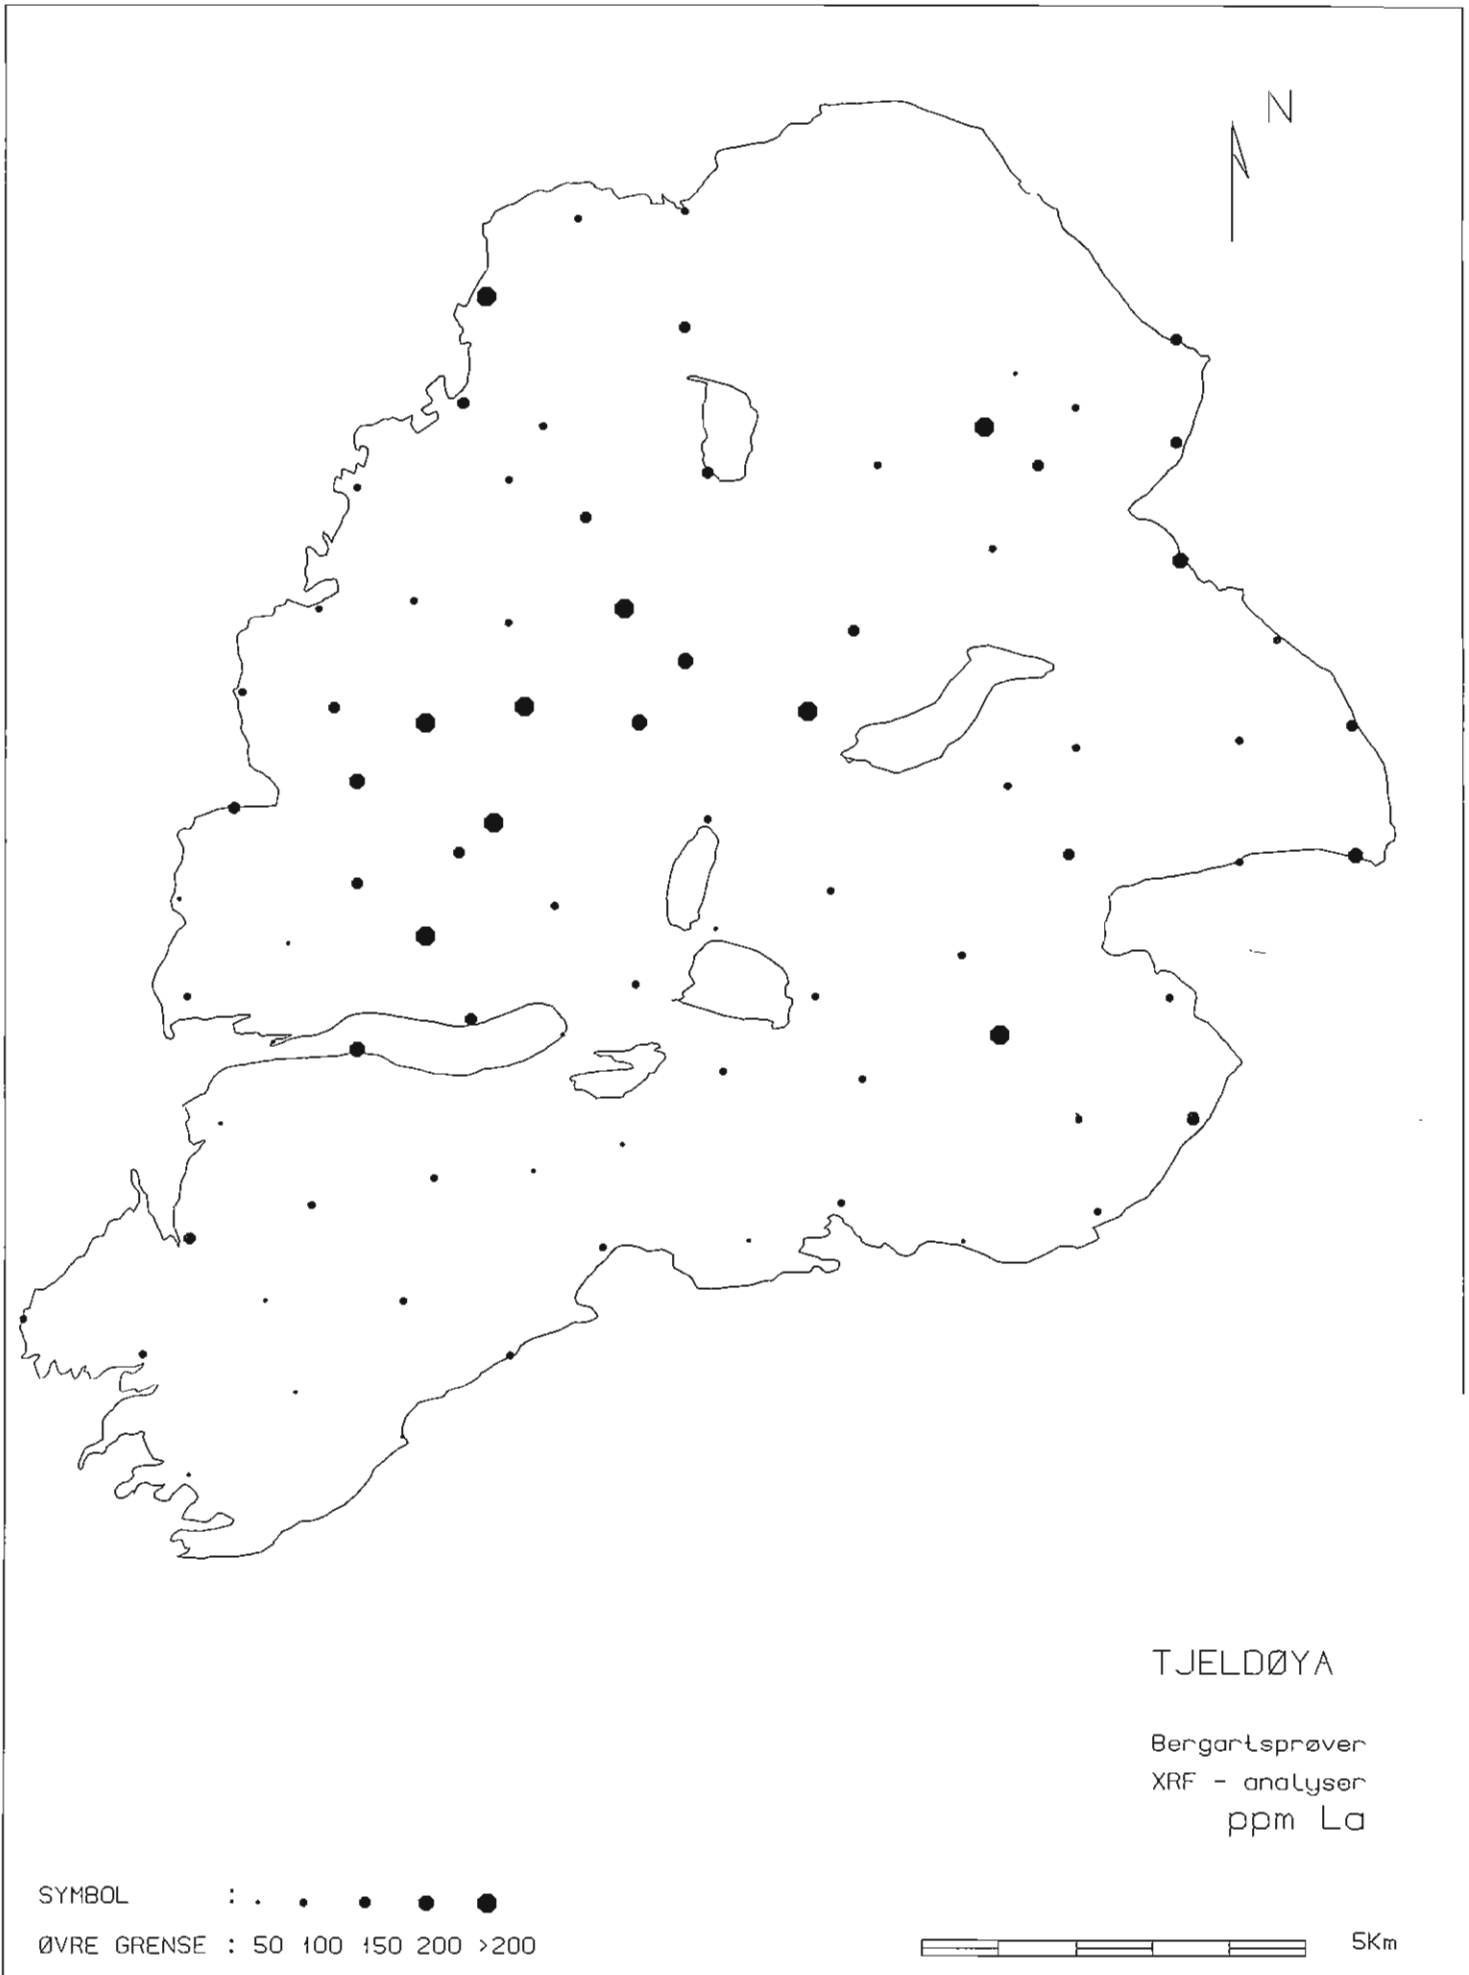 N
TJELDØYA
Bergartsprøver
XRF - analyser
ppm La
SYMBOL :
ØVRE GRENSE : 50 100 150 200 >200
5Km